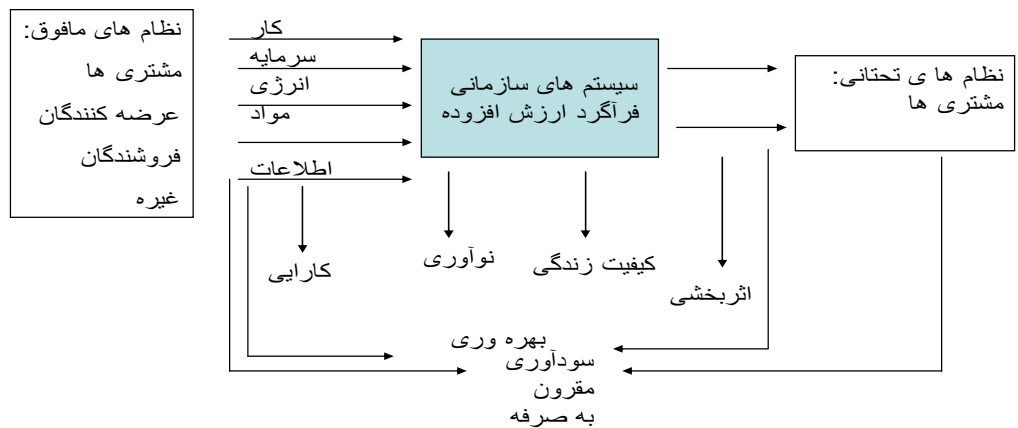 نظام های مافوق:
مشتری ها
عرضه کنندگان
فروشندگان
غیره
کار
سرمایه
انرژی
مواد
اطلاعات
سیستم های سازمانی
فرآگرد ارزش افزوده
نظام ها ی تحتانی:
مشتری ها
کارایی
نوآوری
کیفیت زندگی
اثربخشی
بهره وری
سودآوری
مقرون
به صرفه